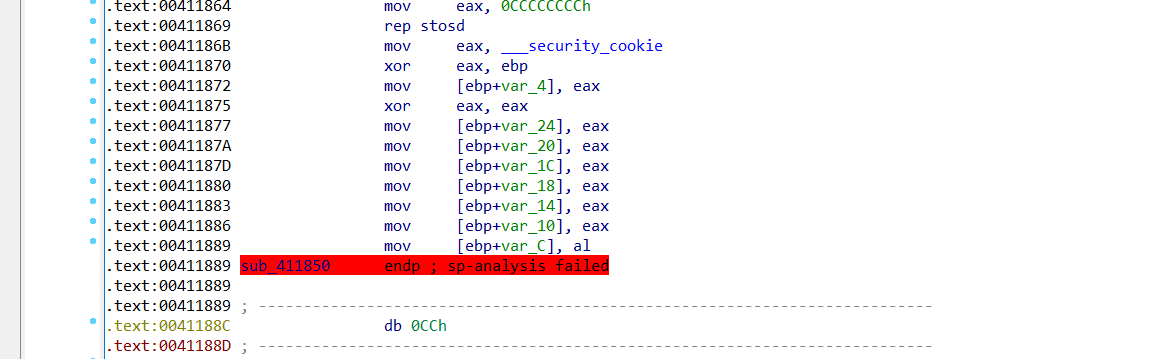 .text:00411864 mov eax, 0CCCCCCCCh
.text:00411869 rep stosd
.text:0041186B mov eax, ___security_cookie
.text:00411870 xor eax, ebp
.text:00411872 mov [ebp+var_4], eax
.text:00411875 xor eax, eax
.text:00411877 mov [ebp+var_24], eax
.text:0041187A mov [ebp+var_20], eax
.text:0041187D mov [ebp+var_1C], eax
.text:00411880 mov [ebp+var_18], eax
.text:00411883 mov [ebp+var_14], eax
.text:00411886 mov [ebp+var_10], eax
.text:00411889 mov [ebp+var_C], al
.text:00411889 sub_411850 endp ; sp-analysis failed
.text:00411889
.text:00411889 ; ---------------------------------------------------------------------------
.text:0041188C db 0CCh
.text:0041188D ; ---------------------------------------------------------------------------